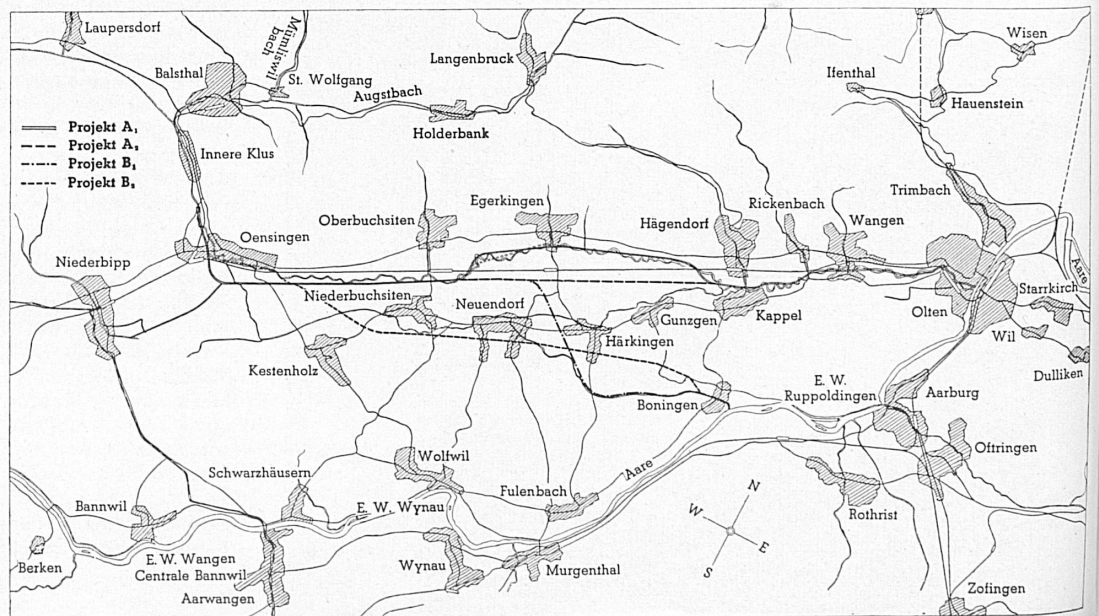 Laupersdorf
Mümliswil
bach
Wisen
Langenbruck
Balsthal
St. Wolfgang
Ifenthal
Augstbach
Hauenstein
Holderbank
Projekt A₁
Projekt A₂
Projekt B₁
Projekt B₂
Innere Klus
Trimbach
Egerkingen
Rickenbach
Oberbuchsiten
Hägendorf
Wangen
Oensingen
Niederbipp
Aare
Starrkirch
Niederbuchsiten
Neuendorf
Olten
Gunzgen
Kappel
Wil
Härkingen
Kestenholz
Dulliken
E. W.
Ruppoldingen
Aarburg
Boningen
Oftringen
Wolfwil
Schwarzhäusern
Aare
Fulenbach
N
Bannwil
E. W. Wynau
W
Rothrist
E
E. W. Wangen
Centrale Bannwil
Berken
Wynau
Murgenthal
S
Aarwangen
Zofingen